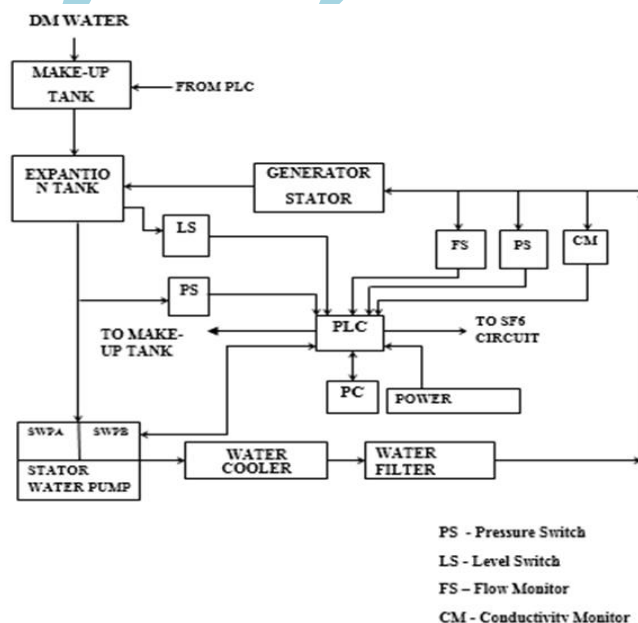 DM WATER
MAKE-UP
TANK
FROM PLC
EXPANTIO
N TANK
GENERATOR
STATOR
LS
FS
PS
CM
PS
PLC
TO MAKE-
UP TANK
TO SF6
CIRCUIT
PC
POWER
SWPA
SWPB
STATOR
WATER PUMP
WATER
COOLER
WATER
FILTER
PS - Pressure Switch
LS - Level Switch
FS – Flow Monitor
CM - Conductivity Monitor